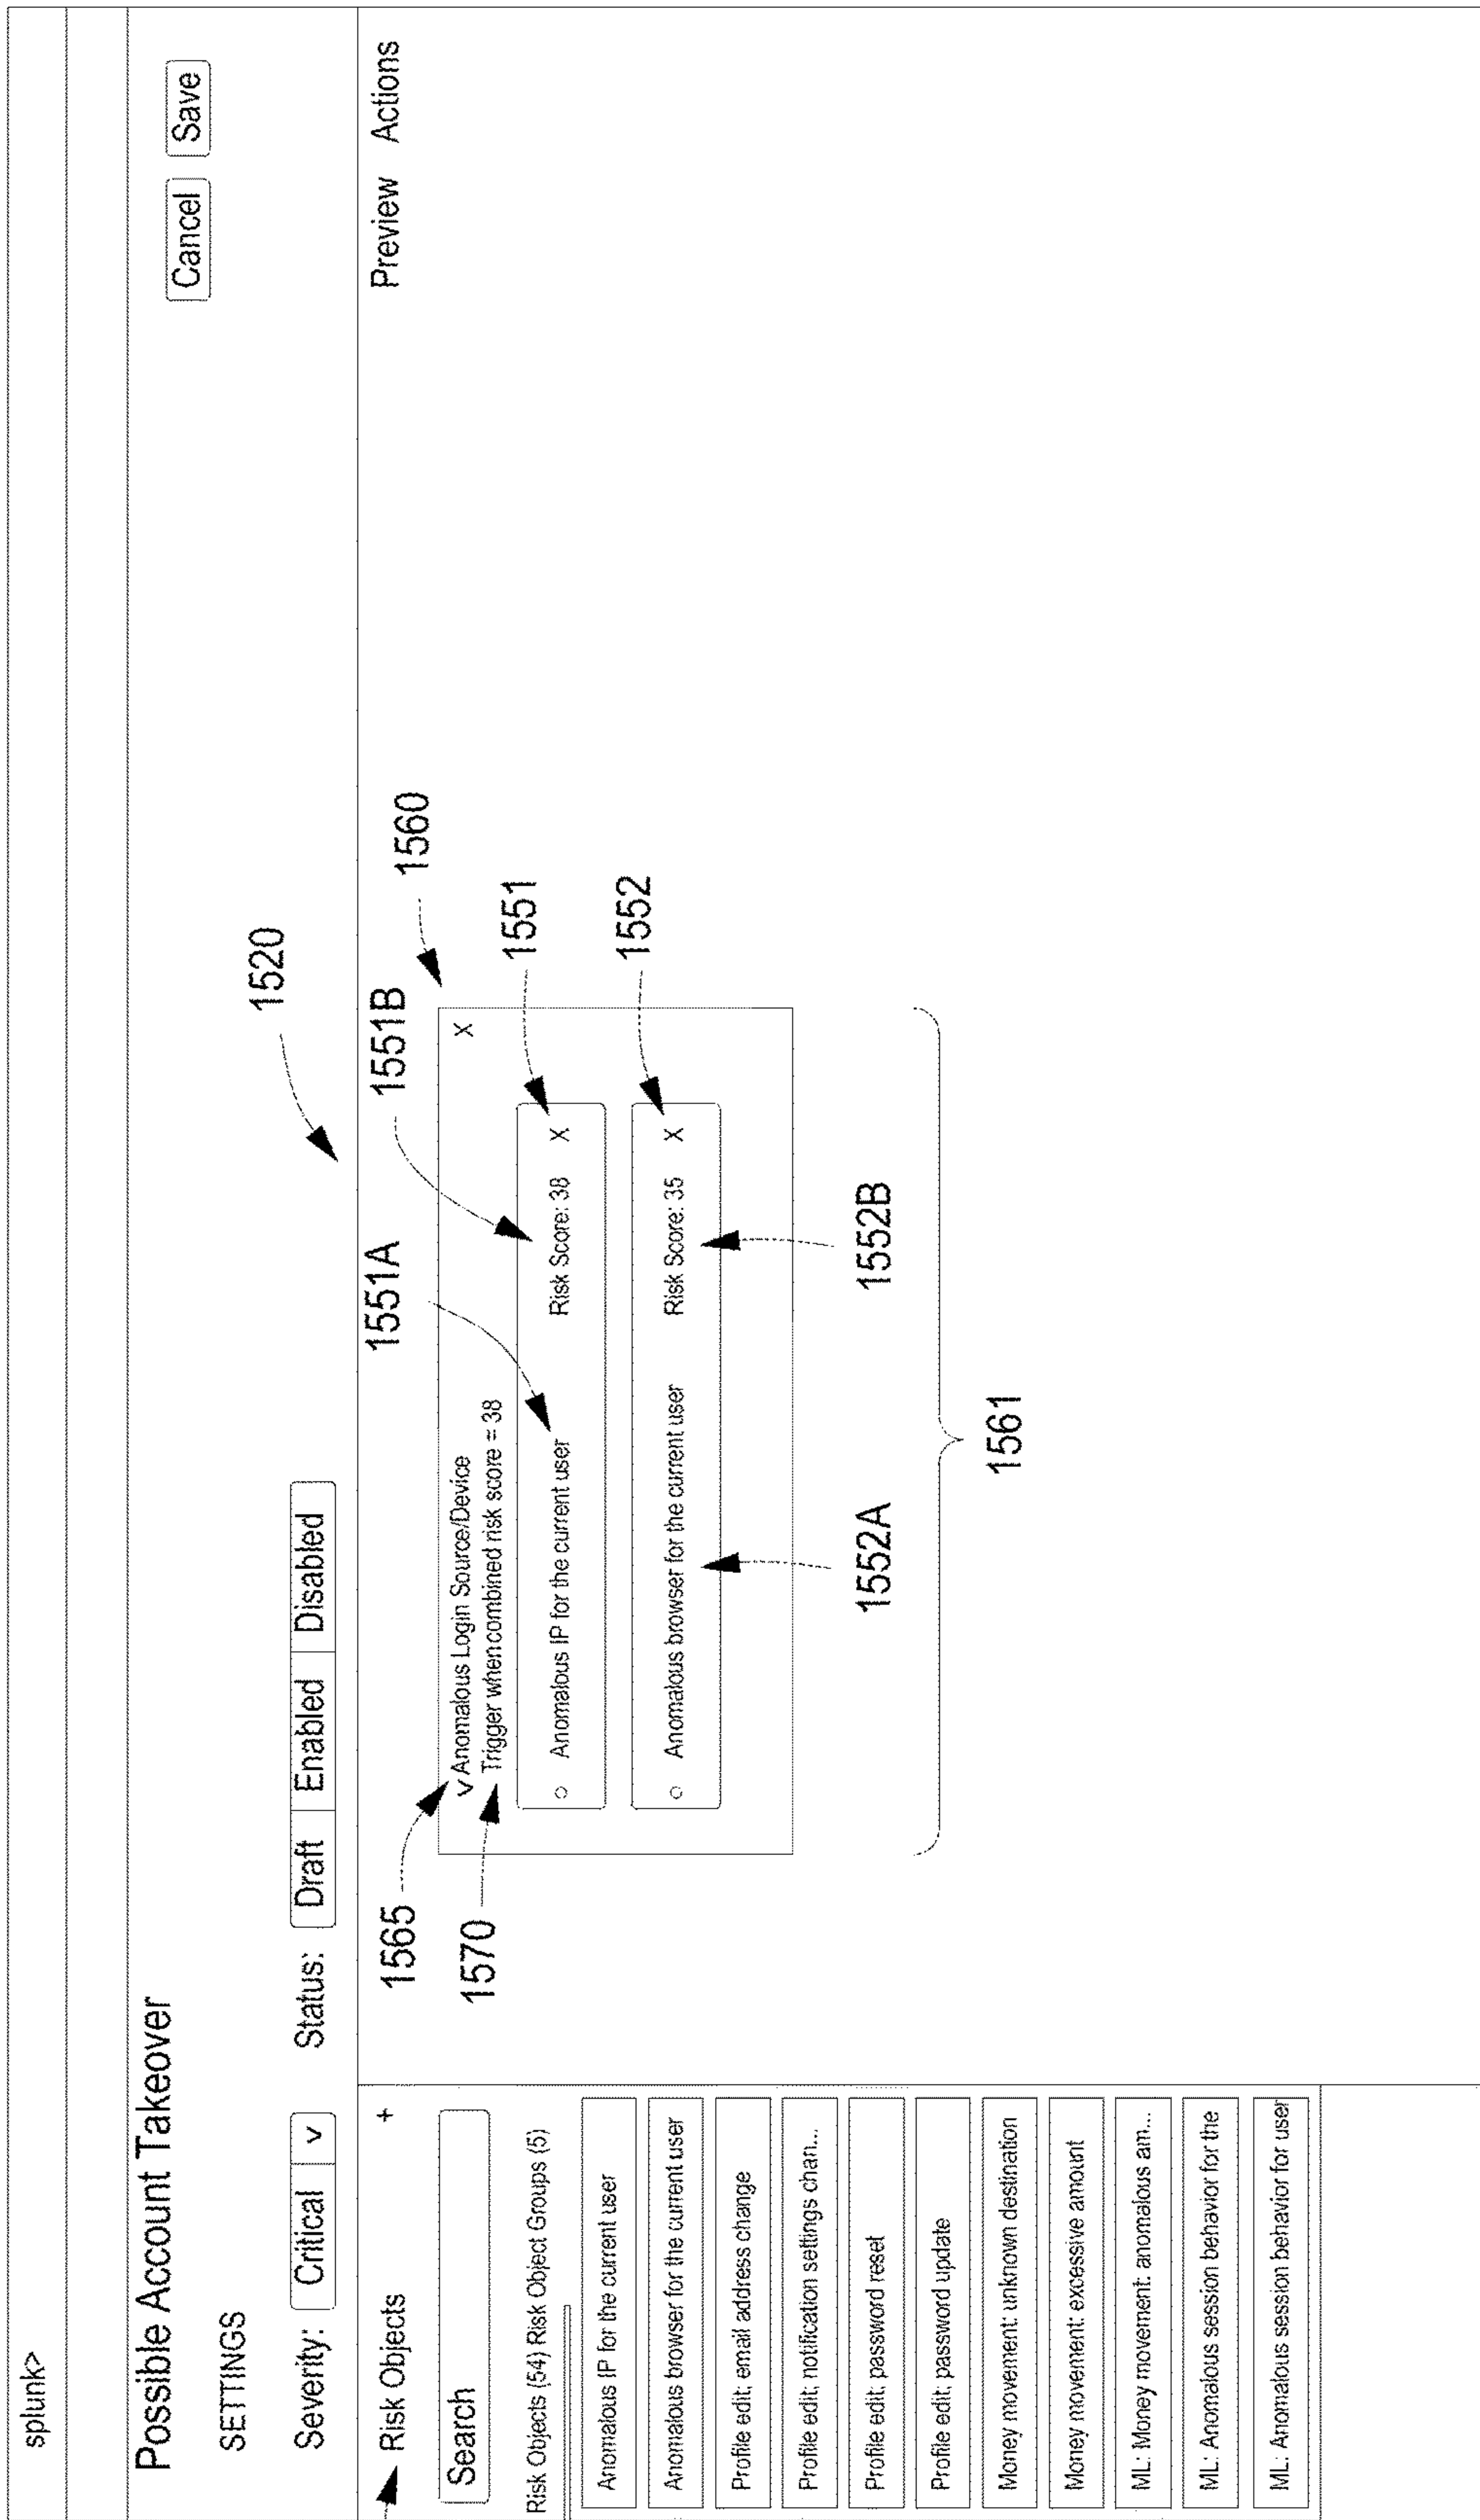 splunk>
Possible Account Takeover
Cancel Save
SETTINGS
Severity: Critical v Status: Draft Enabled Disabled
1520
Risk Objects +
Preview Actions
Search
Risk Objects (54) Risk Object Groups (5)
Anomalous IP for the current user
Anomalous browser for the current user
Profile edit: email address change
Profile edit: notification settings chan...
Profile edit: password reset
Profile edit: password update
Money movement: unknown destination
Money movement: excessive amount
ML: Money movement: anomalous am...
ML: Anomalous session behavior for the
ML: Anomalous session behavior for user
1565
1570
1551A
1551B
1560
v Anomalous Login Source/Device X
Trigger when combined risk score = 38
1551
Anomalous IP for the current user Risk Score: 38 X
1552
Anomalous browser for the current user Risk Score: 35 X
1552A
1552B
1561